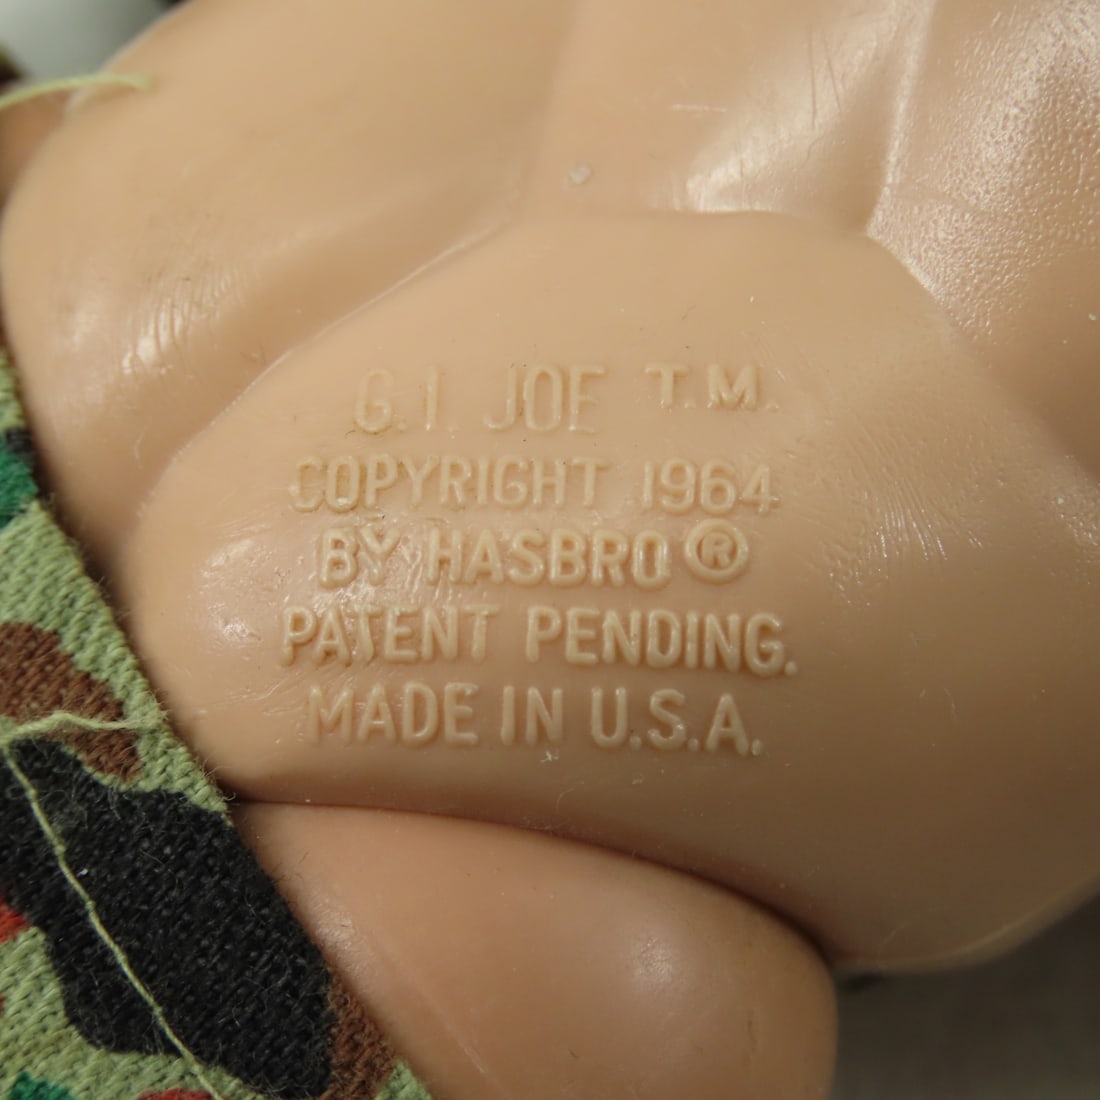 G.I. JOE T.M.
COPYRIGHT 1964
BY HASBRO ®
PATENT PENDING.
MADE IN U.S.A.